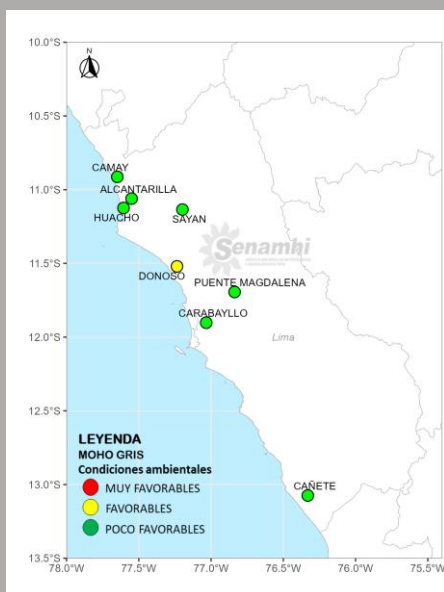 N
10.0°S
10.5°S
CAMAY
11.0°S
ALCANTARILLA
HUACHO
SAYAN
Senamhi
11.5°S
DONOSO
PUENTE MAGDALENA
CARABAYLLO
12.0°S
Lima
12.5°S
LEYENDA
MOHO GRIS
Condiciones ambientales
MUY FAVORABLES
FAVORABLES
POCO FAVORABLES
CAÑETE
13.0°S
13.5°S
78.0°W 77.5°W 77.0°W 76.5°W 76.0°W 75.5°W